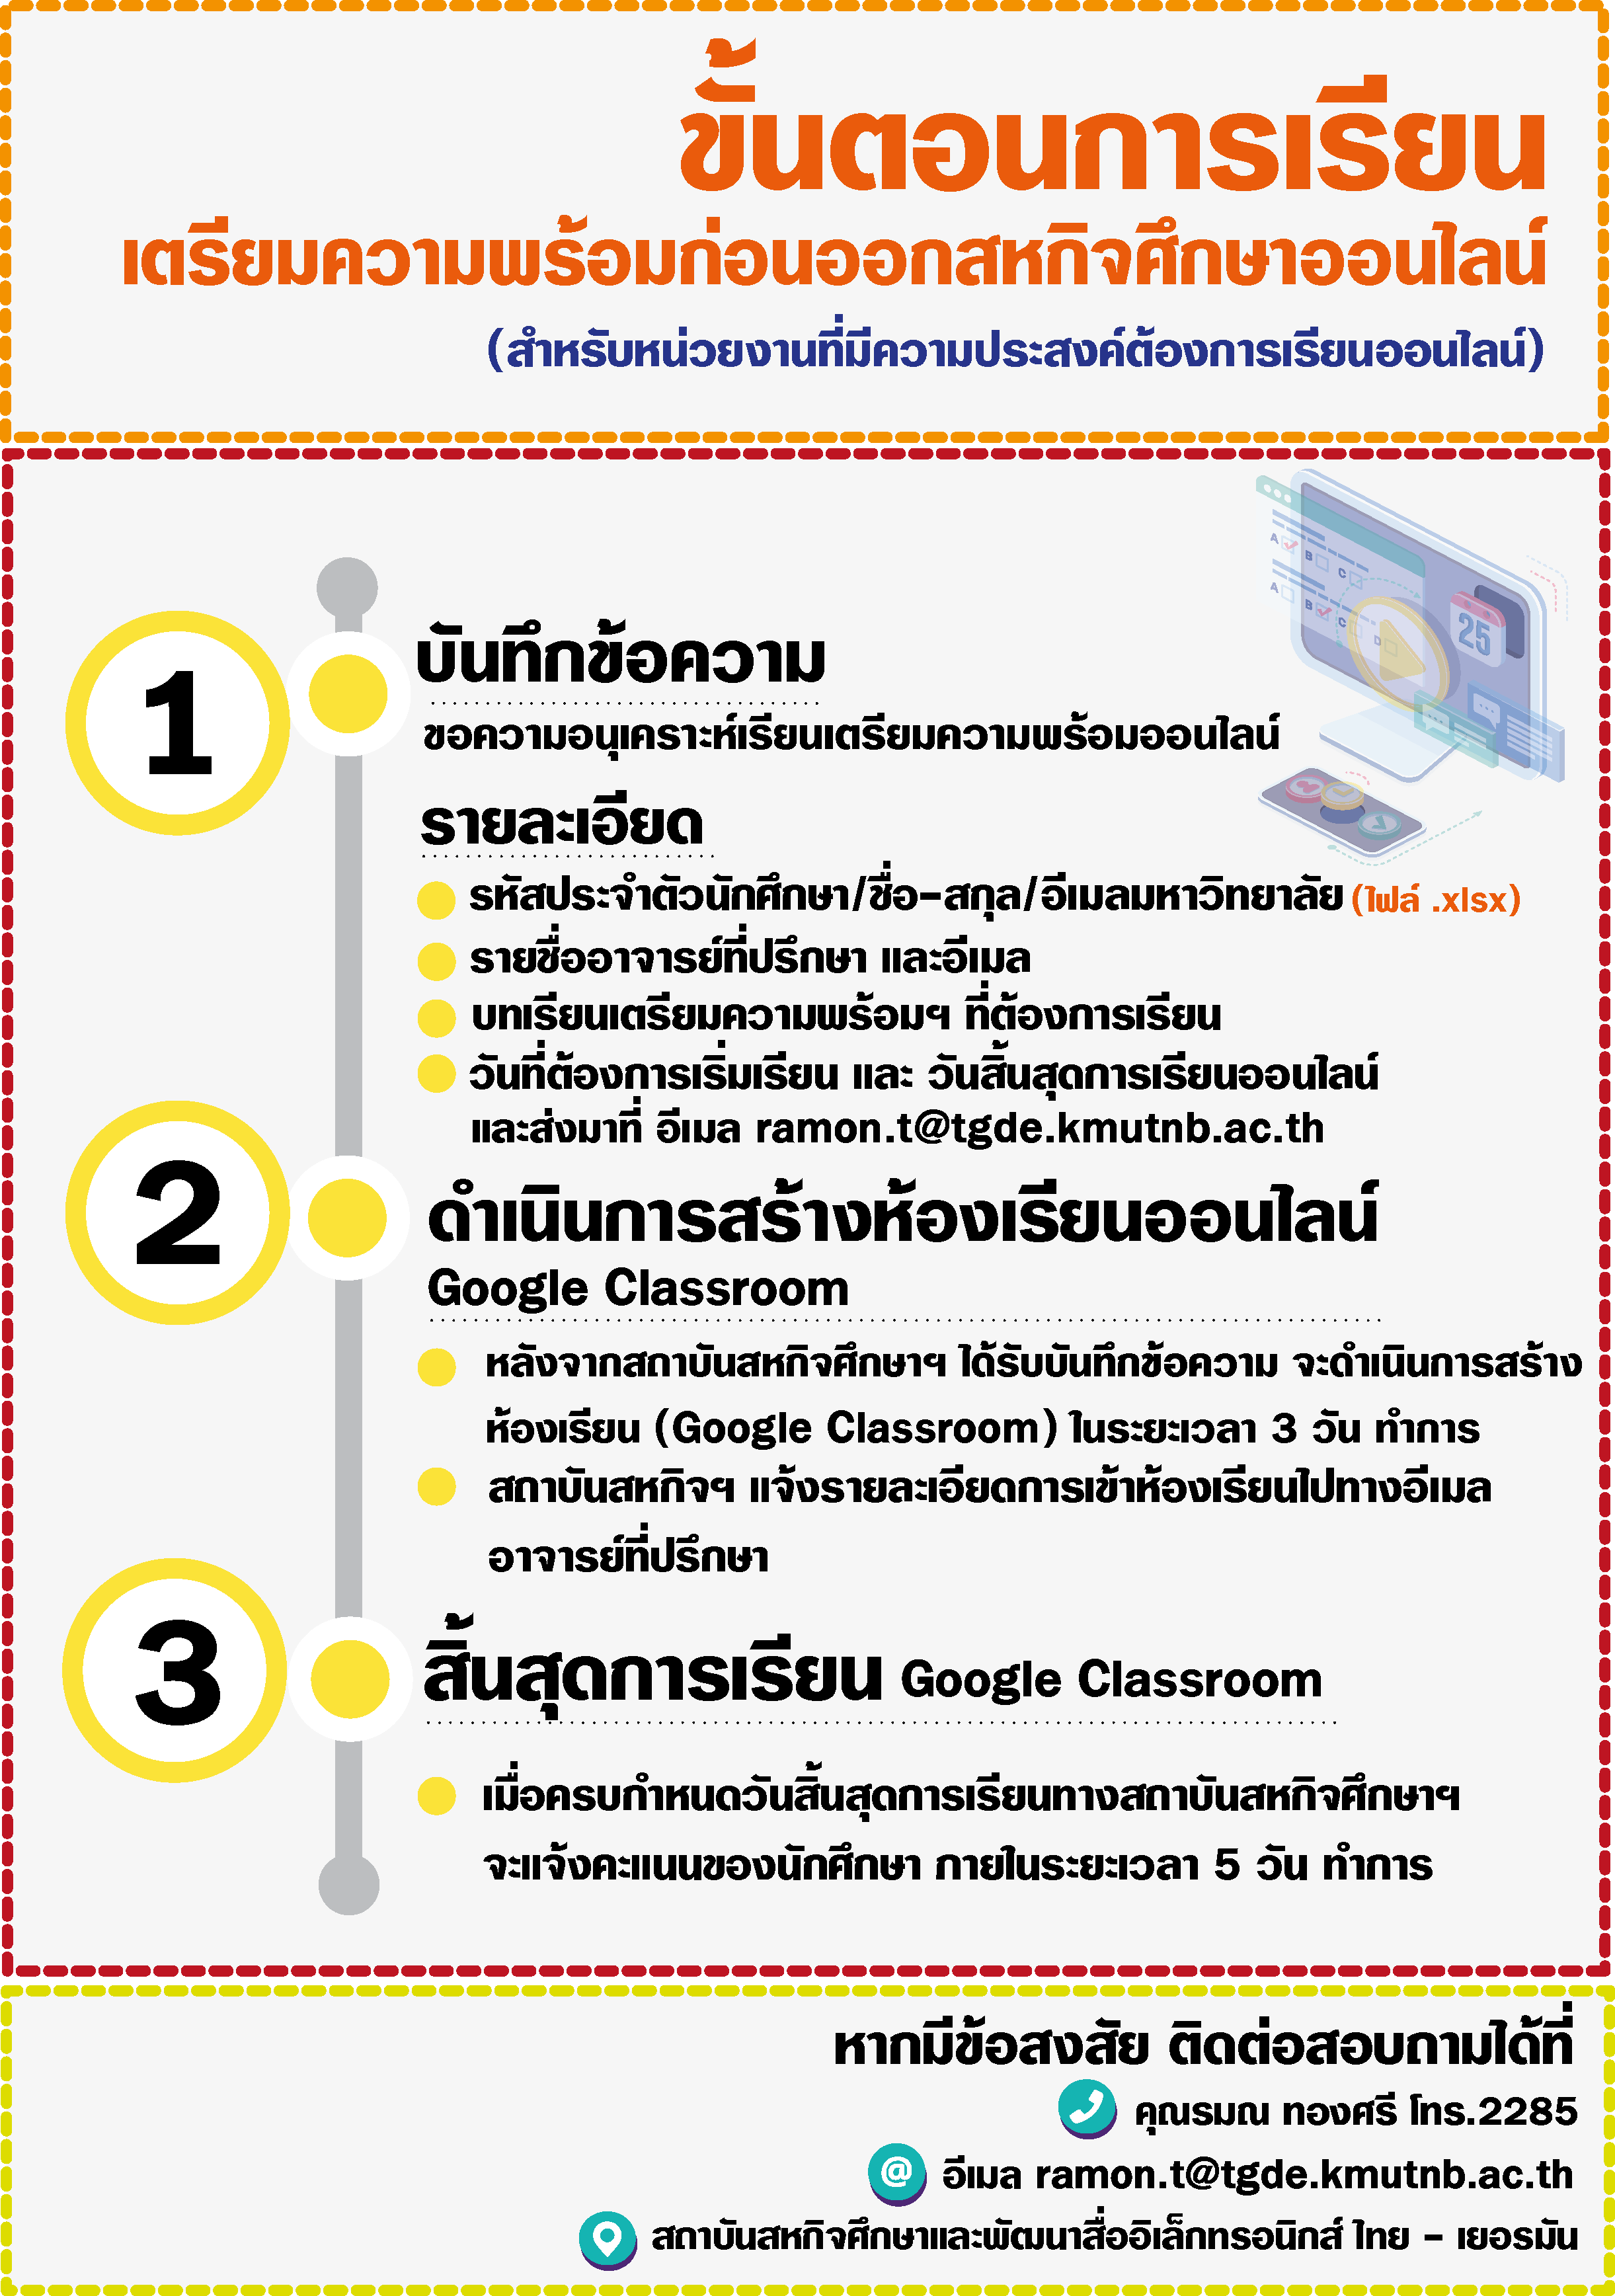 ขั้นตอนการเรียน
เตรียมความพร้อมก่อนออกสหกิจศึกษาออนไลน์
(สำหรับหน่วยงานที่มีความประสงค์ต้องการเรียนออนไลน์)
A B C
A B C D
25
1
บันทึกข้อความ
ขอความอนุเคราะห์เรียนเตรียมความพร้อมออนไลน์
รายละเอียด
รหัสประจำตัวนักศึกษา/ชื่อ-สกุล/อีเมลมหาวิทยาลัย (ไฟล์ .xlsx)
รายชื่ออาจารย์ที่ปรึกษา และอีเมล
บทเรียนเตรียมความพร้อมฯ ที่ต้องการเรียน
วันที่ต้องการเริ่มเรียน และ วันสิ้นสุดการเรียนออนไลน์
และส่งมาที่ อีเมล ramon.t@tgde.kmutnb.ac.th
2
ดำเนินการสร้างห้องเรียนออนไลน์
Google Classroom
หลังจากสถาบันสหกิจศึกษาฯ ได้รับบันทึกข้อความ จะดำเนินการสร้าง
ห้องเรียน (Google Classroom) ในระยะเวลา 3 วัน ทำการ
สถาบันสหกิจฯ แจ้งรายละเอียดการเข้าห้องเรียนไปทางอีเมล
อาจารย์ที่ปรึกษา
3
สิ้นสุดการเรียน Google Classroom
เมื่อครบกำหนดวันสิ้นสุดการเรียนทางสถาบันสหกิจศึกษาฯ
จะแจ้งคะแนนของนักศึกษา ภายในระยะเวลา 5 วัน ทำการ
หากมีข้อสงสัย ติดต่อสอบถามได้ที่
คุณรมณ ทองศรี โทร.2285
@ อีเมล ramon.t@tgde.kmutnb.ac.th
สถาบันสหกิจศึกษาและพัฒนาสื่ออิเล็กทรอนิกส์ ไทย - เยอรมัน